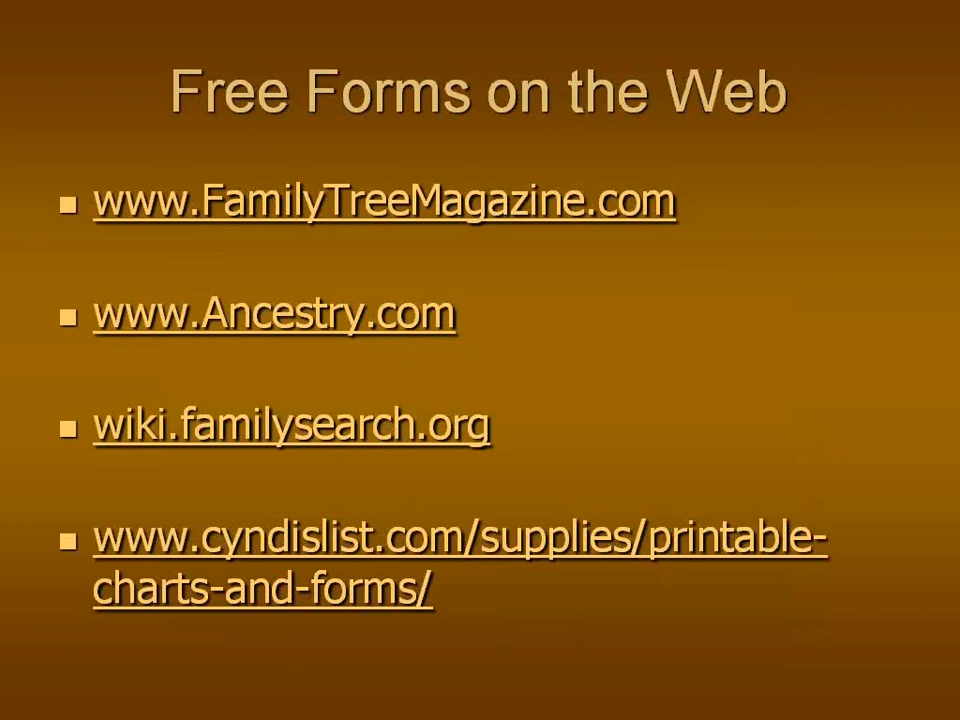 Free Forms on the Web
www.FamilyTreeMagazine.com
www.Ancestry.com
wiki.familysearch.org
www.cyndislist.com/supplies/printable-
charts-and-forms/